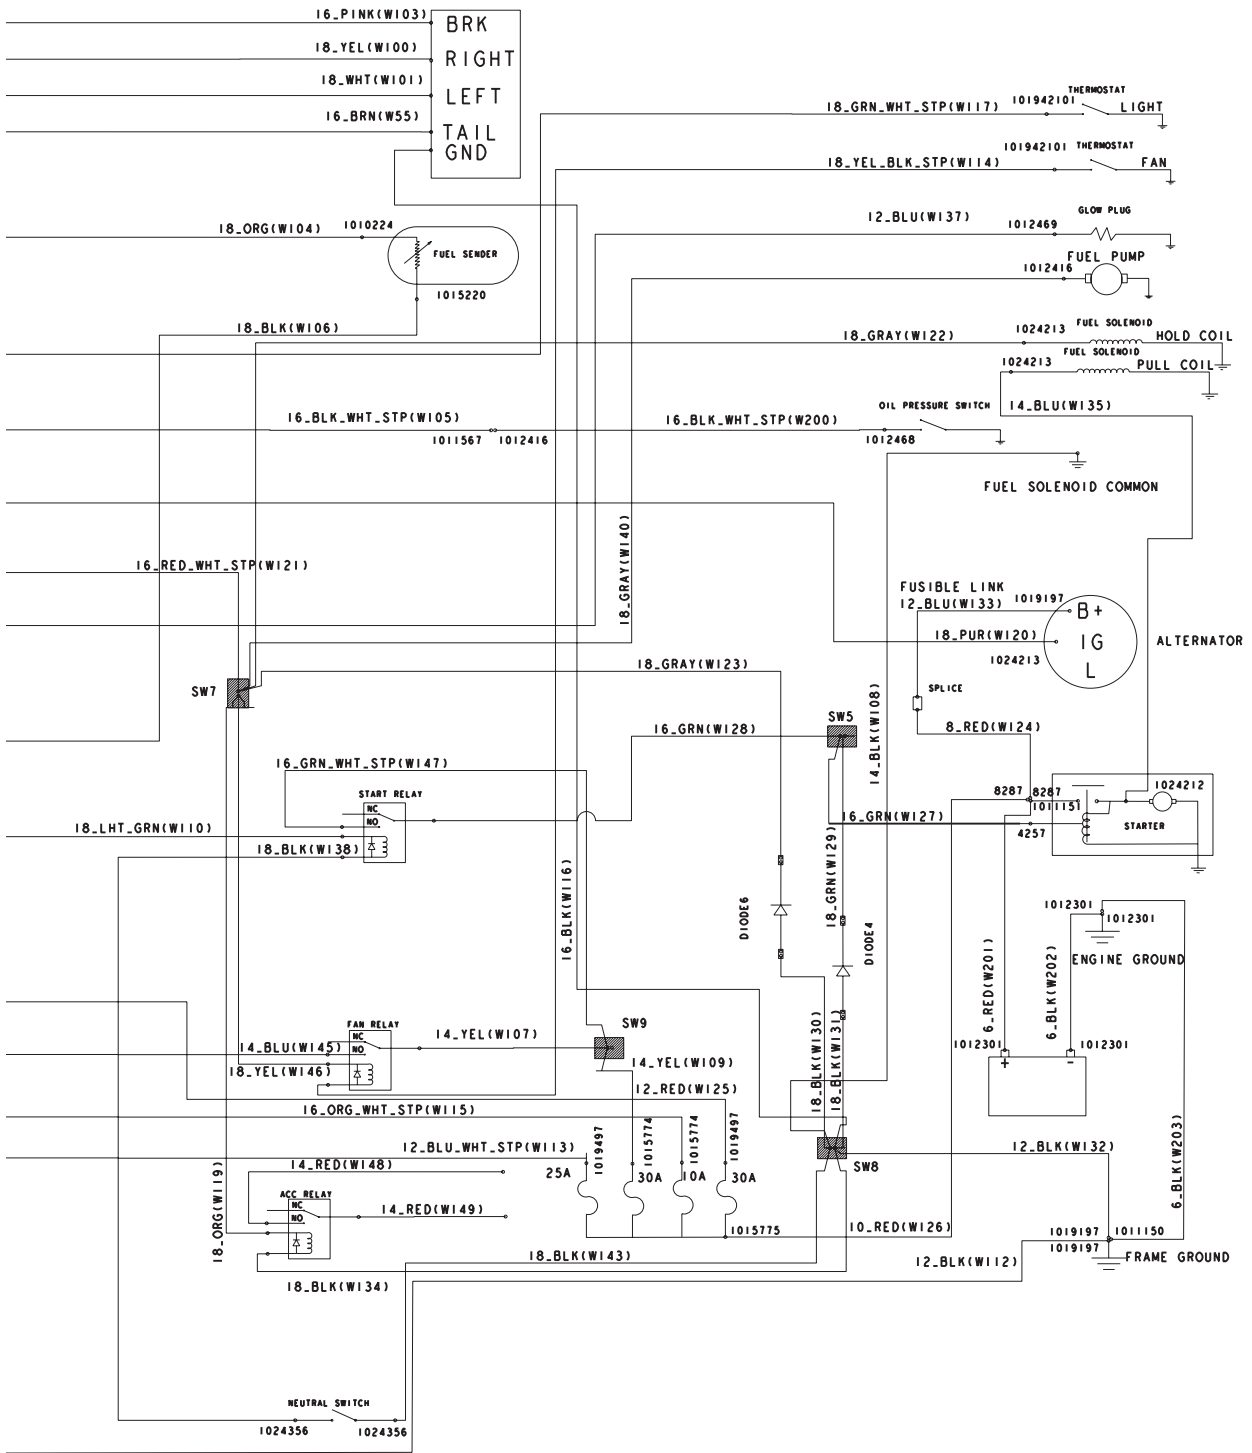 16_PINK(W103)
BRK
18_YEL(W100)
RIGHT
18_WHT(W101)
LEFT
16_BRN(W55)
TAIL
GND
18_GRN_WHT_STP(W117)
101942101
THERMOSTAT
LIGHT
18_YEL_BLK_STP(W114)
101942101
THERMOSTAT
FAN
18_ORG(W104)
1010224
FUEL SENDER
1015220
12_BLU(W137)
1012469
GLOW PLUG
FUEL PUMP
1012416
18_BLK(W106)
18_GRAY(W122)
1024213
FUEL SOLENOID
HOLD COIL
FUEL SOLENOID
1024213
PULL COIL
14_BLU(W135)
16_BLK_WHT_STP(W105)
1011567
1012416
16_BLK_WHT_STP(W200)
OIL PRESSURE SWITCH
1012468
FUEL SOLENOID COMMON
16_RED_WHT_STP(W121)
18_GRAY(W140)
FUSIBLE LINK
12_BLU(W133)
1019197
B+
18_PUR(W120)
IG
1024213
L
ALTERNATOR
18_GRAY(W123)
SW7
SPLICE
14_BLK(W108)
SW5
16_GRN(W128)
8_RED(W124)
16_GRN_WHT_STP(W147)
START RELAY
NC
NO
18_LHT_GRN(W110)
18_BLK(W138)
8287
8287
1011151
1024212
16_GRN(W127)
4257
STARTER
16_BLK(W116)
DIODE6
18_GRN(W129)
DIODE4
1012301
1012301
ENGINE GROUND
6_RED(W201)
6_BLK(W202)
1012301
1012301
+
-
FAN RELAY
NC
NO
14_BLU(W145)
18_YEL(W146)
14_YEL(W107)
SW9
14_YEL(W109)
12_RED(W125)
18_BLK(W130)
18_BLK(W131)
16_ORG_WHT_STP(W115)
12_BLU_WHT_STP(W113)
1019497
1015774
1015774
1019497
25A
30A
10A
30A
SW8
12_BLK(W132)
6_BLK(W203)
14_RED(W148)
18_ORG(W119)
ACC RELAY
NC
NO
14_RED(W149)
1015775
10_RED(W126)
1019197
1011150
1019197
FRAME GROUND
18_BLK(W143)
12_BLK(W112)
18_BLK(W134)
NEUTRAL SWITCH
1024356
1024356